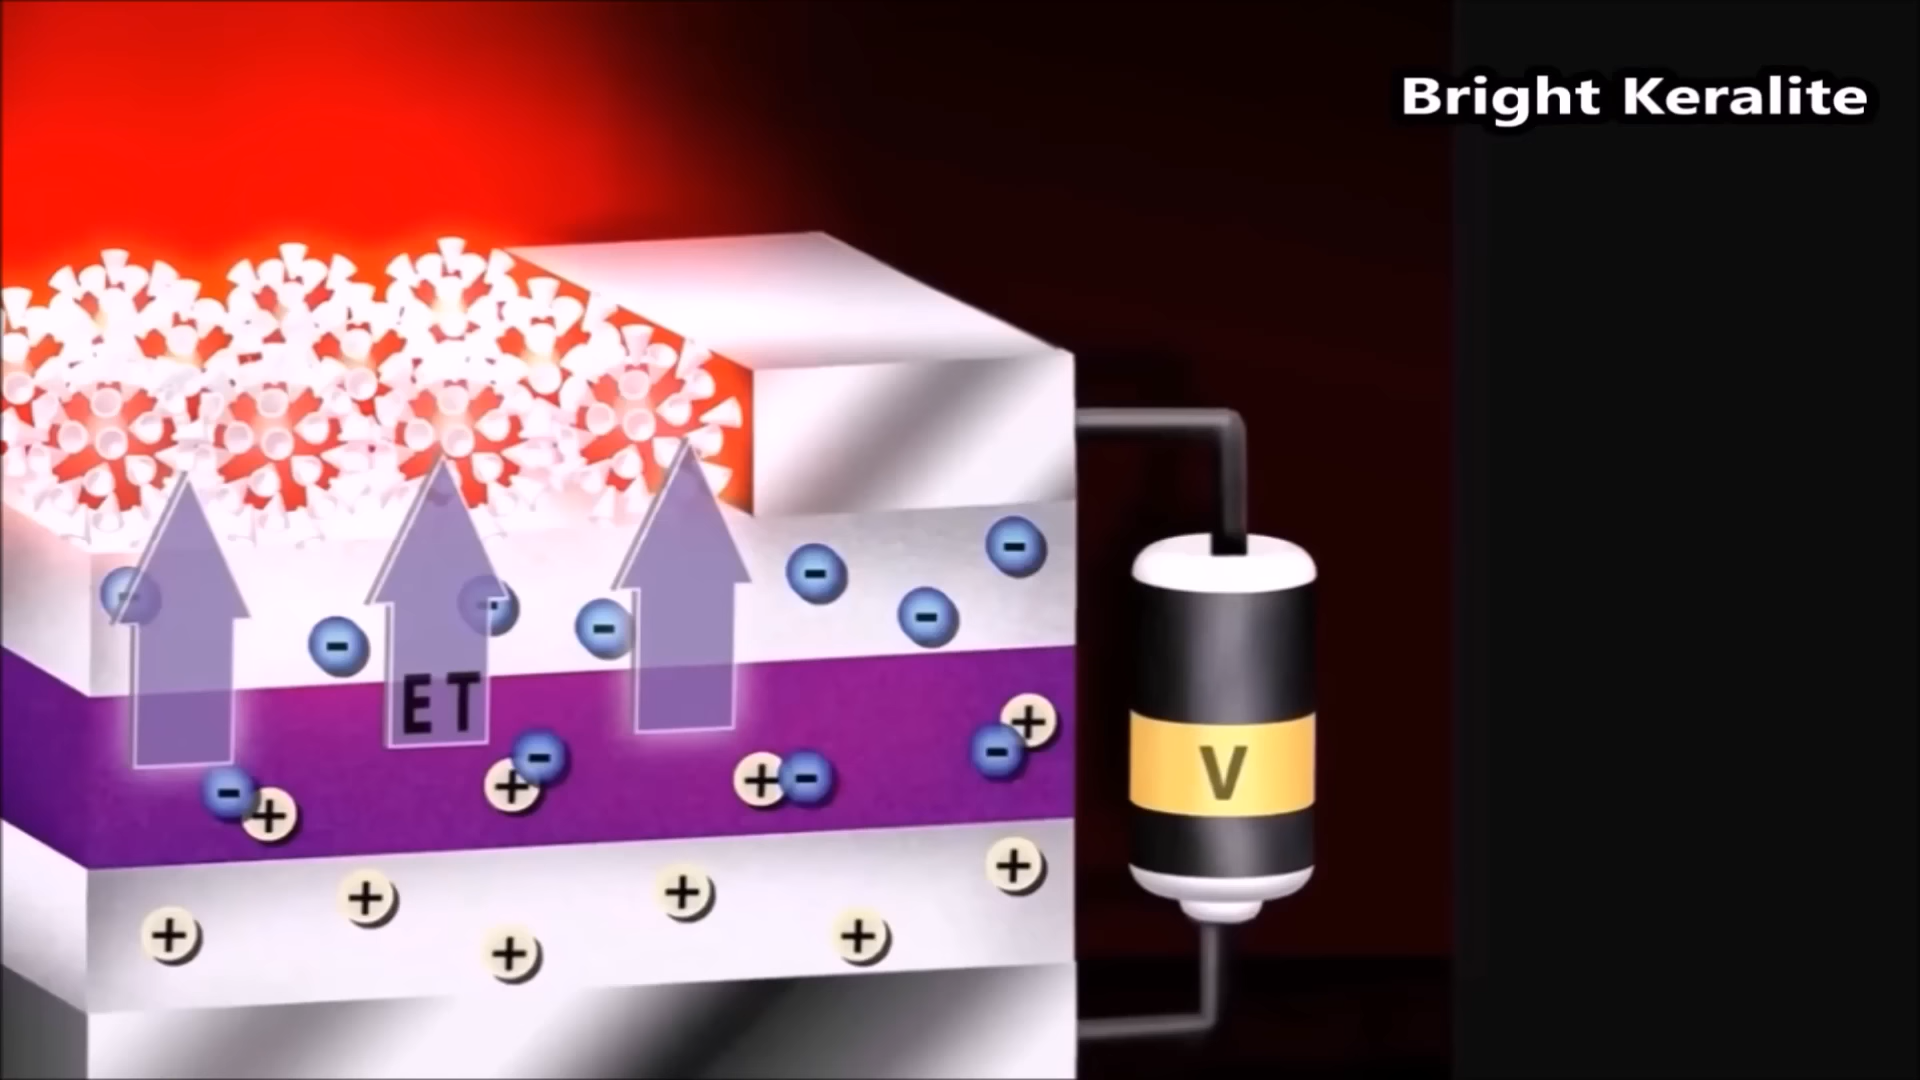 Bright Keralite
- - - - - - -
ET
+
- - + + -
- + +
V
+
+ +
+ + +